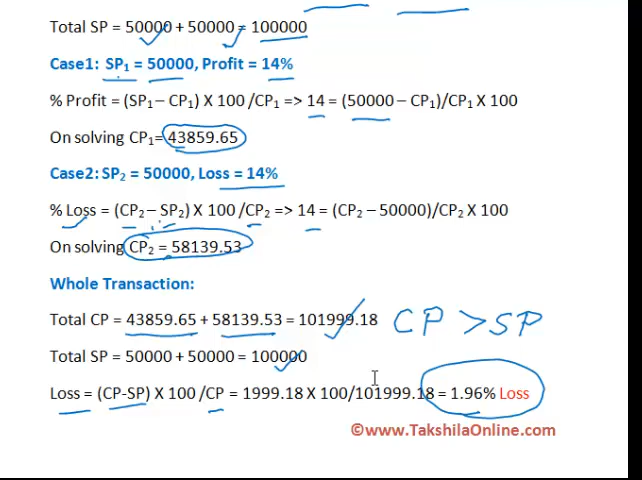 Total SP = 50000 + 50000 = 100000
Case1: SP₁ = 50000, Profit = 14%
% Profit = (SP₁ – CP₁) X 100 /CP₁ => 14 = (50000 – CP₁)/CP₁ X 100
On solving CP₁= 43859.65
Case2: SP₂ = 50000, Loss = 14%
% Loss = (CP₂ – SP₂) X 100 /CP₂ => 14 = (CP₂ – 50000)/CP₂ X 100
On solving CP₂ = 58139.53
Whole Transaction:
Total CP = 43859.65 + 58139.53 = 101999.18 CP > SP
Total SP = 50000 + 50000 = 100000
Loss = (CP-SP) X 100 /CP = 1999.18 X 100/101999.18 = 1.96% Loss
©www.TakshilaOnline.com